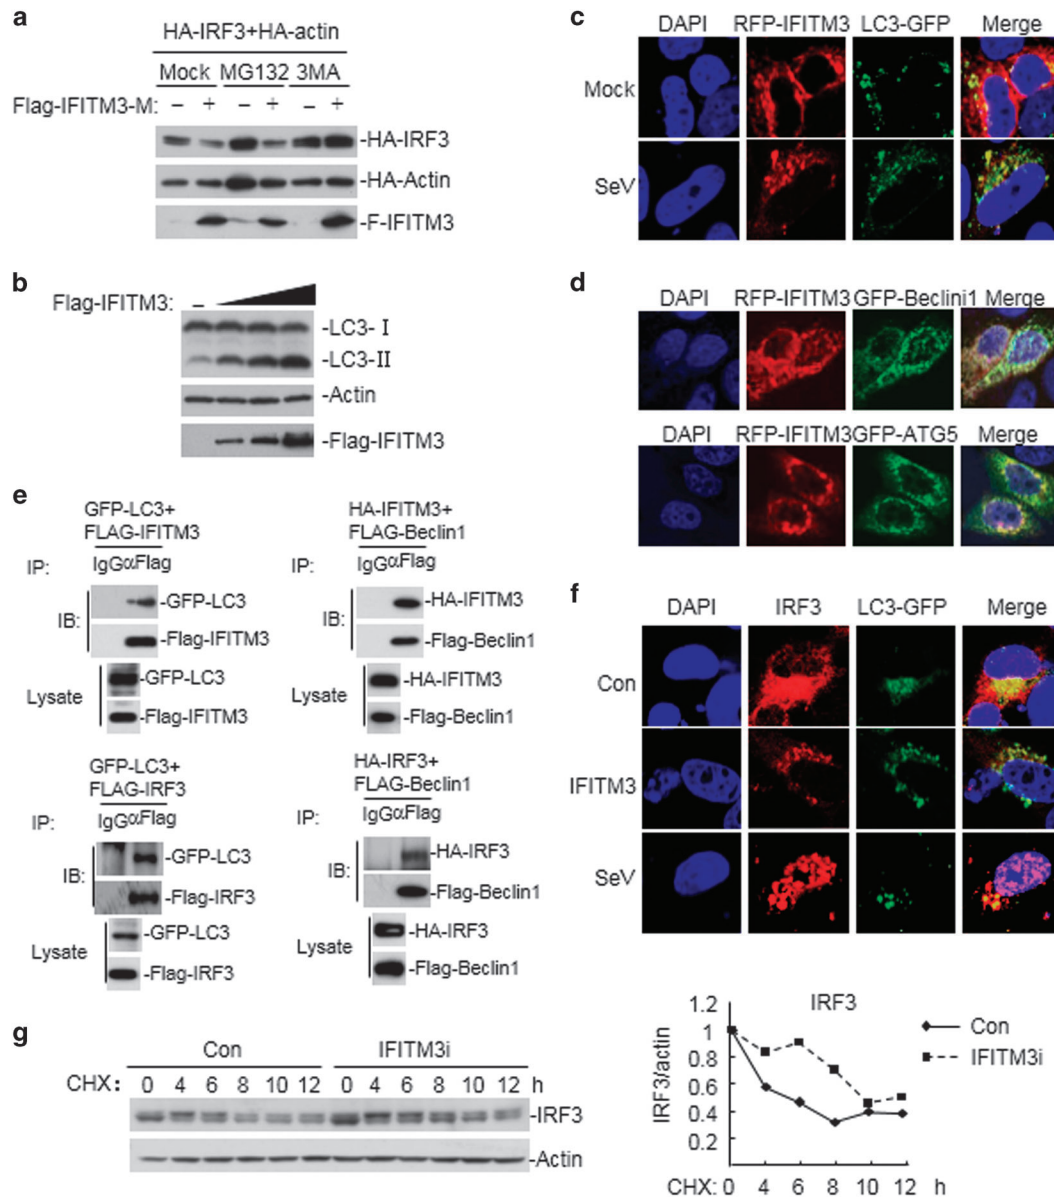 a
HA-IRF3+HA-actin
Mock MG132 3MA
Flag-IFITM3-M: – + – + – +
-HA-IRF3
-HA-Actin
-F-IFITM3
b
Flag-IFITM3: –
-LC3- I
-LC3-II
-Actin
-Flag-IFITM3
c
DAPI RFP-IFITM3 LC3-GFP Merge
Mock
SeV
d
DAPI RFP-IFITM3 GFP-Beclini1 Merge
DAPI RFP-IFITM3 GFP-ATG5 Merge
e
GFP-LC3+
FLAG-IFITM3
IP: IgG αFlag
IB:
-GFP-LC3
-Flag-IFITM3
Lysate
-GFP-LC3
-Flag-IFITM3
HA-IFITM3+
FLAG-Beclin1
IP: IgG αFlag
IB:
-HA-IFITM3
-Flag-Beclin1
Lysate
-HA-IFITM3
-Flag-Beclin1
GFP-LC3+
FLAG-IRF3
IP: IgG αFlag
IB:
-GFP-LC3
-Flag-IRF3
Lysate
-GFP-LC3
-Flag-IRF3
HA-IRF3+
FLAG-Beclin1
IP: IgG αFlag
IB:
-HA-IRF3
-Flag-Beclin1
Lysate
-HA-IRF3
-Flag-Beclin1
f
DAPI IRF3 LC3-GFP Merge
Con
IFITM3
SeV
g
Con IFITM3i
CHX: 0 4 6 8 10 12 0 4 6 8 10 12 h
-IRF3
-Actin
IRF3
IRF3/actin
1.2
1
0.8
0.6
0.4
0.2
Con
IFITM3i
CHX: 0 4 6 8 10 12 h